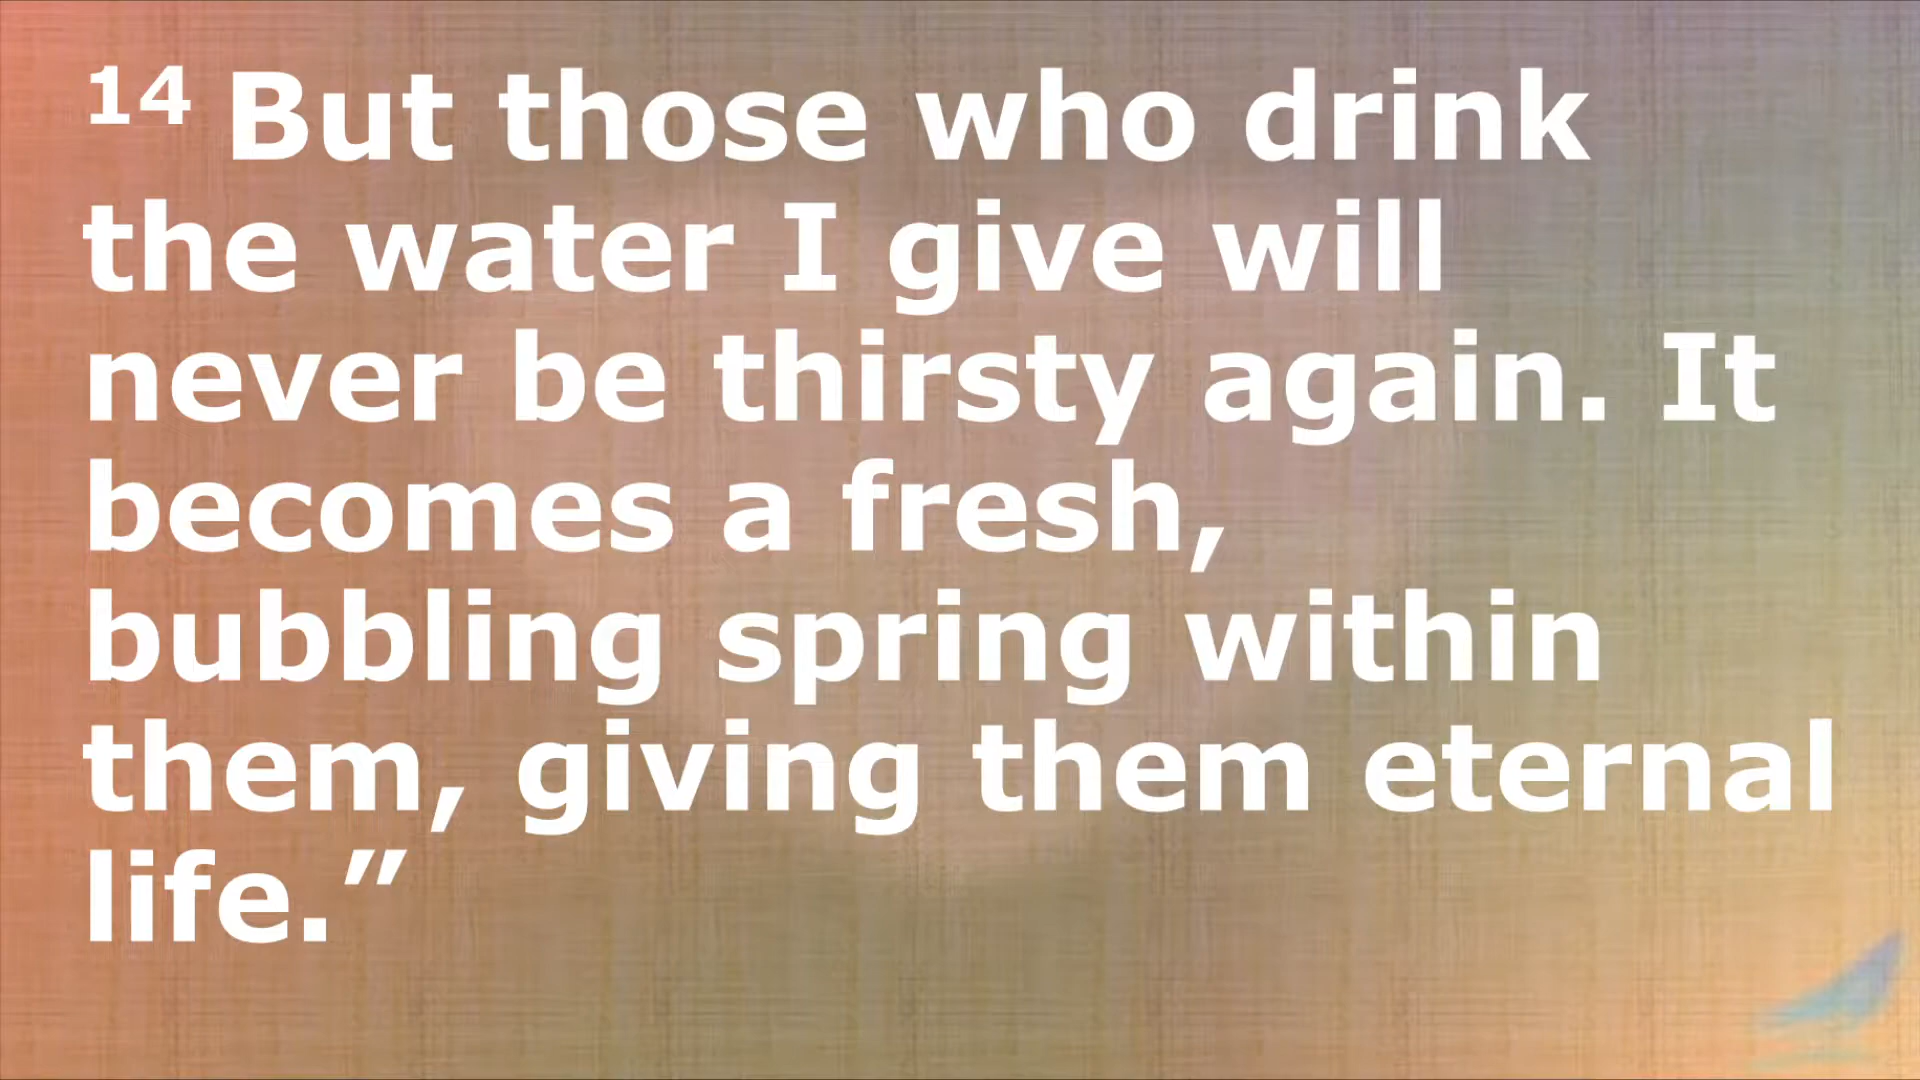 14 But those who drink
the water I give will
never be thirsty again. It
becomes a fresh,
bubbling spring within
them, giving them eternal
life.”